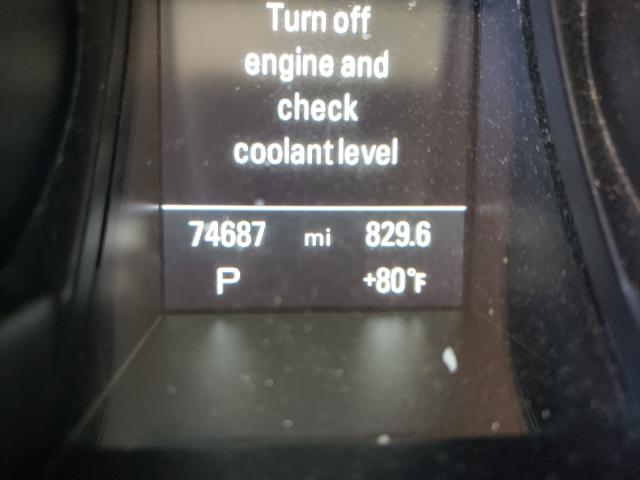 Turn off
engine and
check
coolant level
74687 mi 829.6
P +80°F